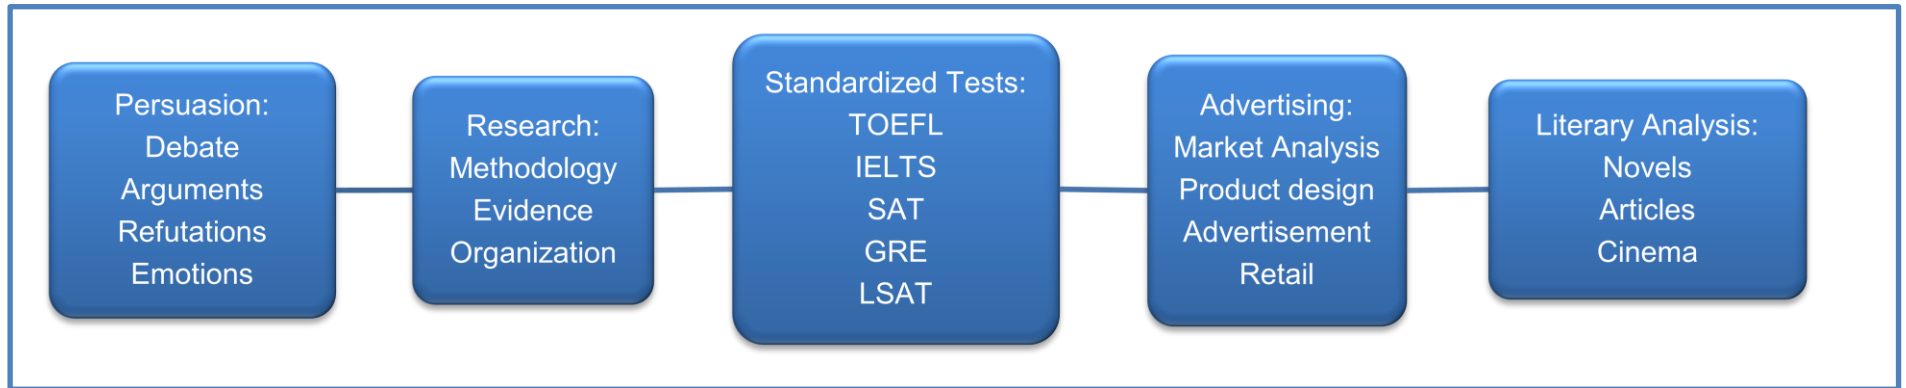 Persuasion:
Debate
Arguments
Refutations
Emotions
Research:
Methodology
Evidence
Organization
Standardized Tests:
TOEFL
IELTS
SAT
GRE
LSAT
Advertising:
Market Analysis
Product design
Advertisement
Retail
Literary Analysis:
Novels
Articles
Cinema